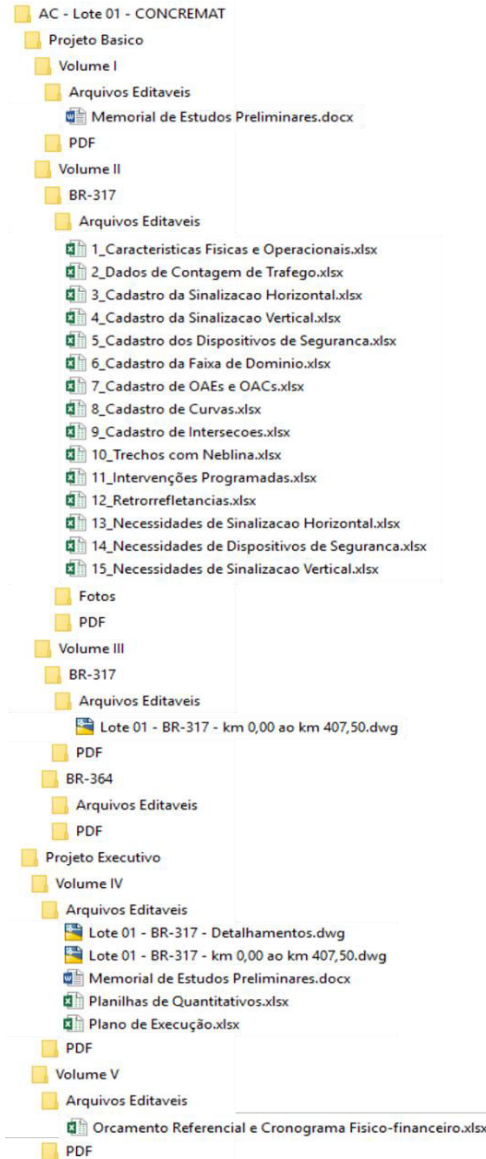 AC - Lote 01 - CONCREMAT
Projeto Basico
Volume I
Arquivos Editaveis
Memorial de Estudos Preliminares.docx
PDF
Volume II
BR-317
Arquivos Editaveis
1_Caracteristicas Fisicas e Operacionais.xlsx
2_Dados de Contagem de Trafego.xlsx
3_Cadastro da Sinalizacao Horizontal.xlsx
4_Cadastro da Sinalizacao Vertical.xlsx
5_Cadastro dos Dispositivos de Seguranca.xlsx
6_Cadastro da Faixa de Dominio.xlsx
7_Cadastro de OAEs e OACs.xlsx
8_Cadastro de Curvas.xlsx
9_Cadastro de Intersecoes.xlsx
10_Trechos com Neblina.xlsx
11_Intervenções Programadas.xlsx
12_Retrorrefletancias.xlsx
13_Necessidades de Sinalizacao Horizontal.xlsx
14_Necessidades de Dispositivos de Seguranca.xlsx
15_Necessidades de Sinalizacao Vertical.xlsx
Fotos
PDF
Volume III
BR-317
Arquivos Editaveis
Lote 01 - BR-317 - km 0,00 ao km 407,50.dwg
PDF
BR-364
Arquivos Editaveis
PDF
Projeto Executivo
Volume IV
Arquivos Editaveis
Lote 01 - BR-317 - Detalhamentos.dwg
Lote 01 - BR-317 - km 0,00 ao km 407,50.dwg
Memorial de Estudos Preliminares.docx
Planilhas de Quantitativos.xlsx
Plano de Execução.xlsx
PDF
Volume V
Arquivos Editaveis
Orcamento Referencial e Cronograma Fisico-financeiro.xlsx
PDF